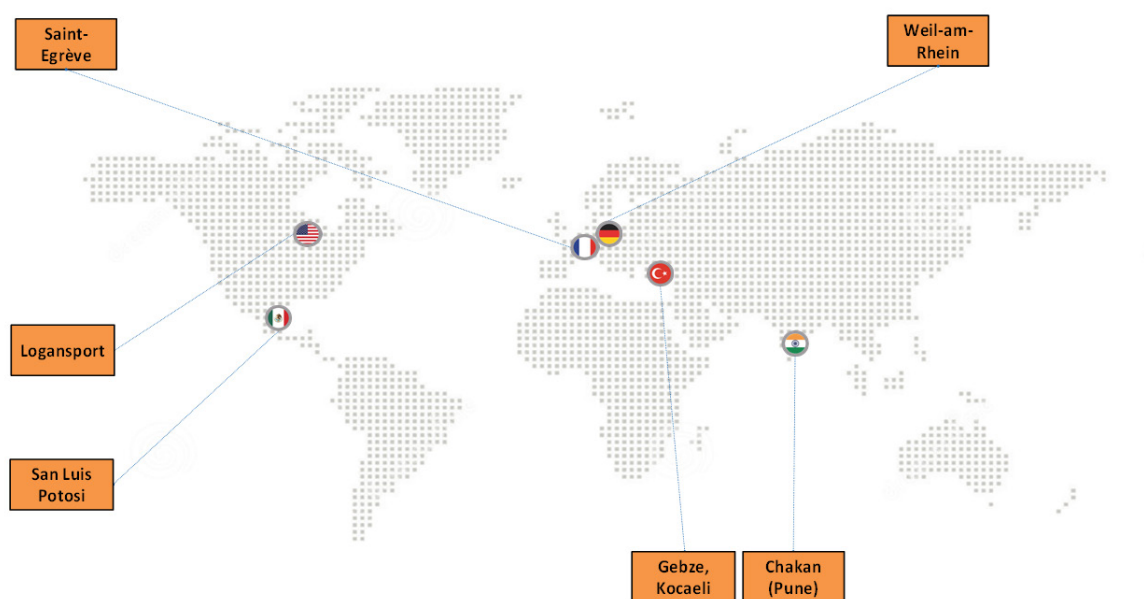 Saint-
Egrève
Weil-am-
Rhein
Logansport
San Luis
Potosi
Gebze,
Kocaeli
Chakan
(Pune)